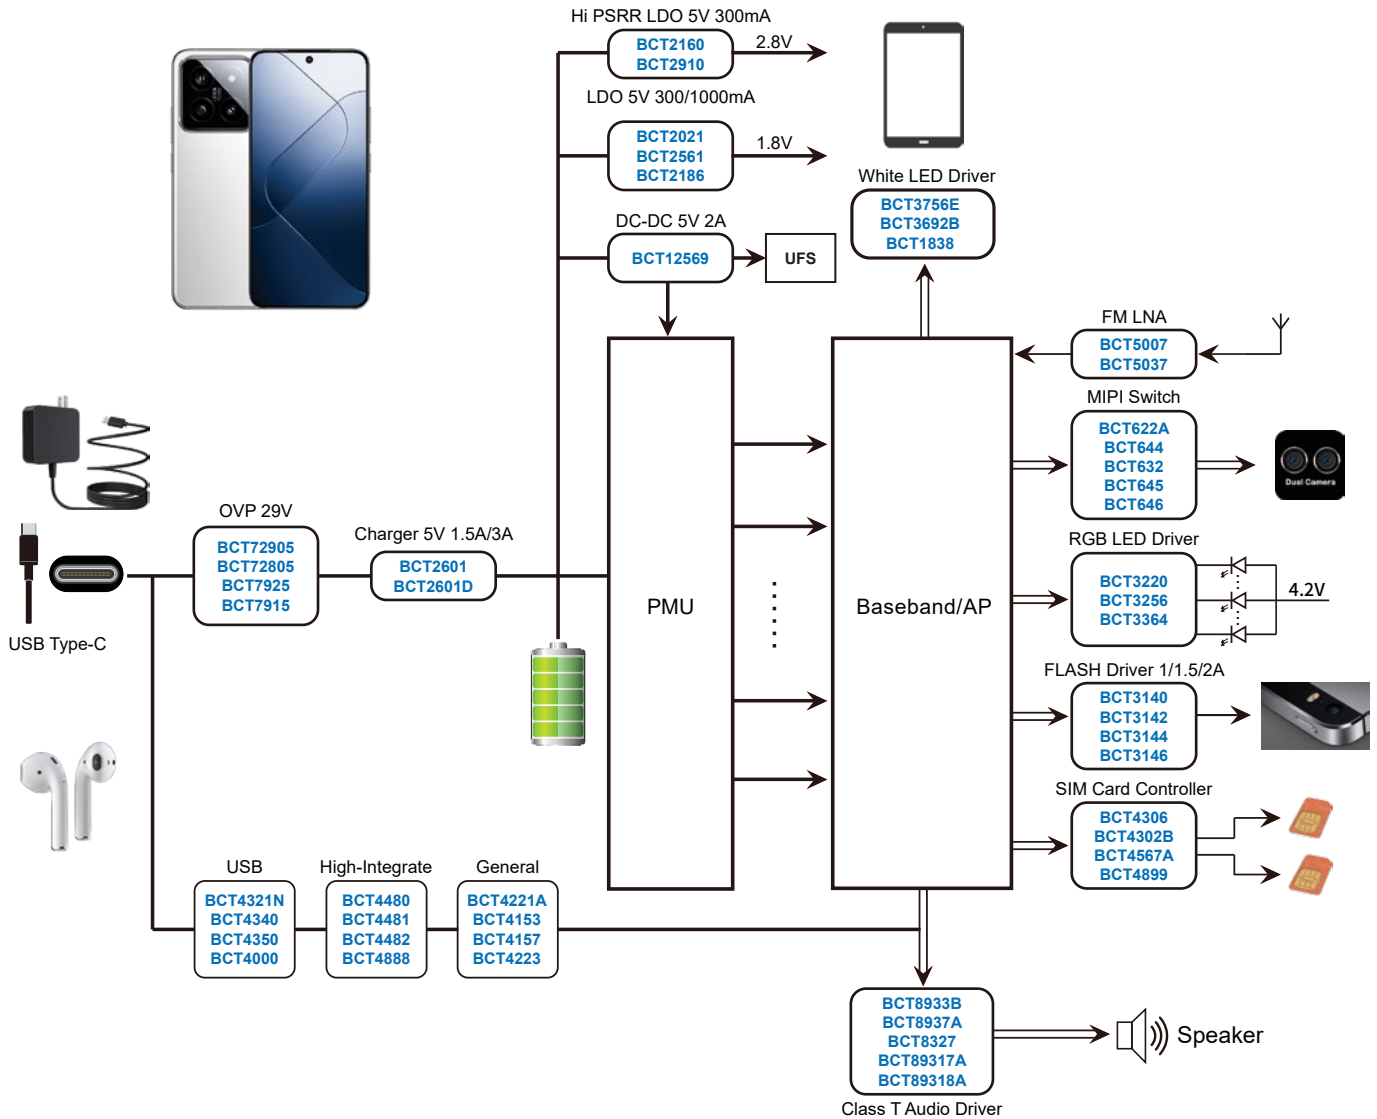 Hi PSRR LDO 5V 300mA
BCT2160
BCT2910
2.8V
LDO 5V 300/1000mA
BCT2021
BCT2561
BCT2186
1.8V
DC-DC 5V 2A
BCT12569
UFS
White LED Driver
BCT3756E
BCT3692B
BCT1838
FM LNA
BCT5007
BCT5037
MIPI Switch
BCT622A
BCT644
BCT632
BCT645
BCT646
Dual Camera
OVP 29V
BCT72905
BCT72805
BCT7925
BCT7915
Charger 5V 1.5A/3A
BCT2601
BCT2601D
USB Type-C
PMU
Baseband/AP
RGB LED Driver
BCT3220
BCT3256
BCT3364
4.2V
FLASH Driver 1/1.5/2A
BCT3140
BCT3142
BCT3144
BCT3146
SIM Card Controller
BCT4306
BCT4302B
BCT4567A
BCT4899
USB
BCT4321N
BCT4340
BCT4350
BCT4000
High-Integrate
BCT4480
BCT4481
BCT4482
BCT4888
General
BCT4221A
BCT4153
BCT4157
BCT4223
BCT8933B
BCT8937A
BCT8327
BCT89317A
BCT89318A
Speaker
Class T Audio Driver